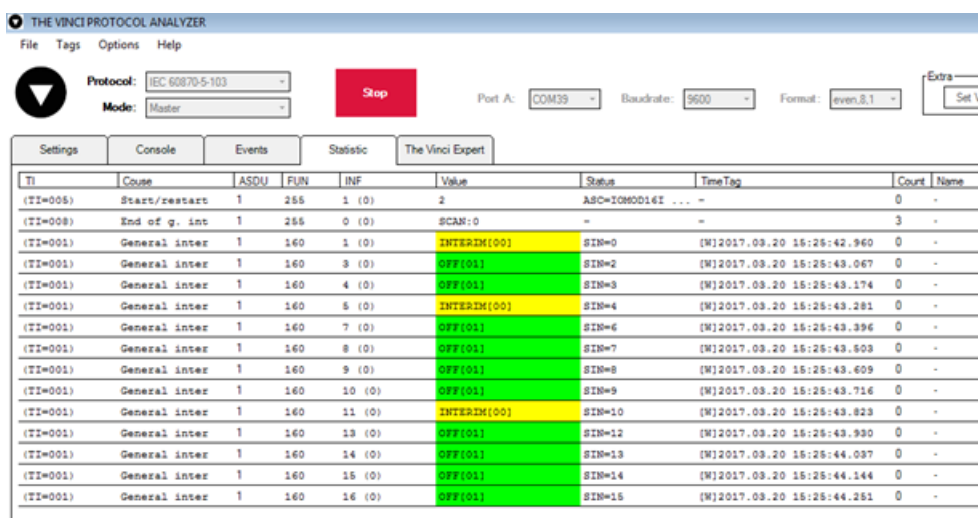 THE VINCI PROTOCOL ANALYZER
File Tags Options Help
Protocol: IEC 60870-5-103
Mode: Master
Stop
Port A: COM39 Baudrate: 9600 Format: even,8,1
Extra
Set
Settings Console Events Statistic The Vinci Expert
TI Couse ASDU FUN INF Value Status TimeTag Count Name
(TI=005) Start/restart 1 255 1 (0) 2 ASC=IOMOD16I ... - 0 -
(TI=008) End of g. int 1 255 0 (0) SCAN:0 - - 3 -
(TI=001) General inter 1 160 1 (0) INTERIM[00] SIN=0 [W]2017.03.20 15:25:42.960 0 -
(TI=001) General inter 1 160 3 (0) OFF[01] SIN=2 [W]2017.03.20 15:25:43.067 0 -
(TI=001) General inter 1 160 4 (0) OFF[01] SIN=3 [W]2017.03.20 15:25:43.174 0 -
(TI=001) General inter 1 160 5 (0) INTERIM[00] SIN=4 [W]2017.03.20 15:25:43.281 0 -
(TI=001) General inter 1 160 7 (0) OFF[01] SIN=6 [W]2017.03.20 15:25:43.396 0 -
(TI=001) General inter 1 160 8 (0) OFF[01] SIN=7 [W]2017.03.20 15:25:43.503 0 -
(TI=001) General inter 1 160 9 (0) OFF[01] SIN=8 [W]2017.03.20 15:25:43.609 0 -
(TI=001) General inter 1 160 10 (0) OFF[01] SIN=9 [W]2017.03.20 15:25:43.716 0 -
(TI=001) General inter 1 160 11 (0) INTERIM[00] SIN=10 [W]2017.03.20 15:25:43.823 0 -
(TI=001) General inter 1 160 13 (0) OFF[01] SIN=12 [W]2017.03.20 15:25:43.930 0 -
(TI=001) General inter 1 160 14 (0) OFF[01] SIN=13 [W]2017.03.20 15:25:44.037 0 -
(TI=001) General inter 1 160 15 (0) OFF[01] SIN=14 [W]2017.03.20 15:25:44.144 0 -
(TI=001) General inter 1 160 16 (0) OFF[01] SIN=15 [W]2017.03.20 15:25:44.251 0 -